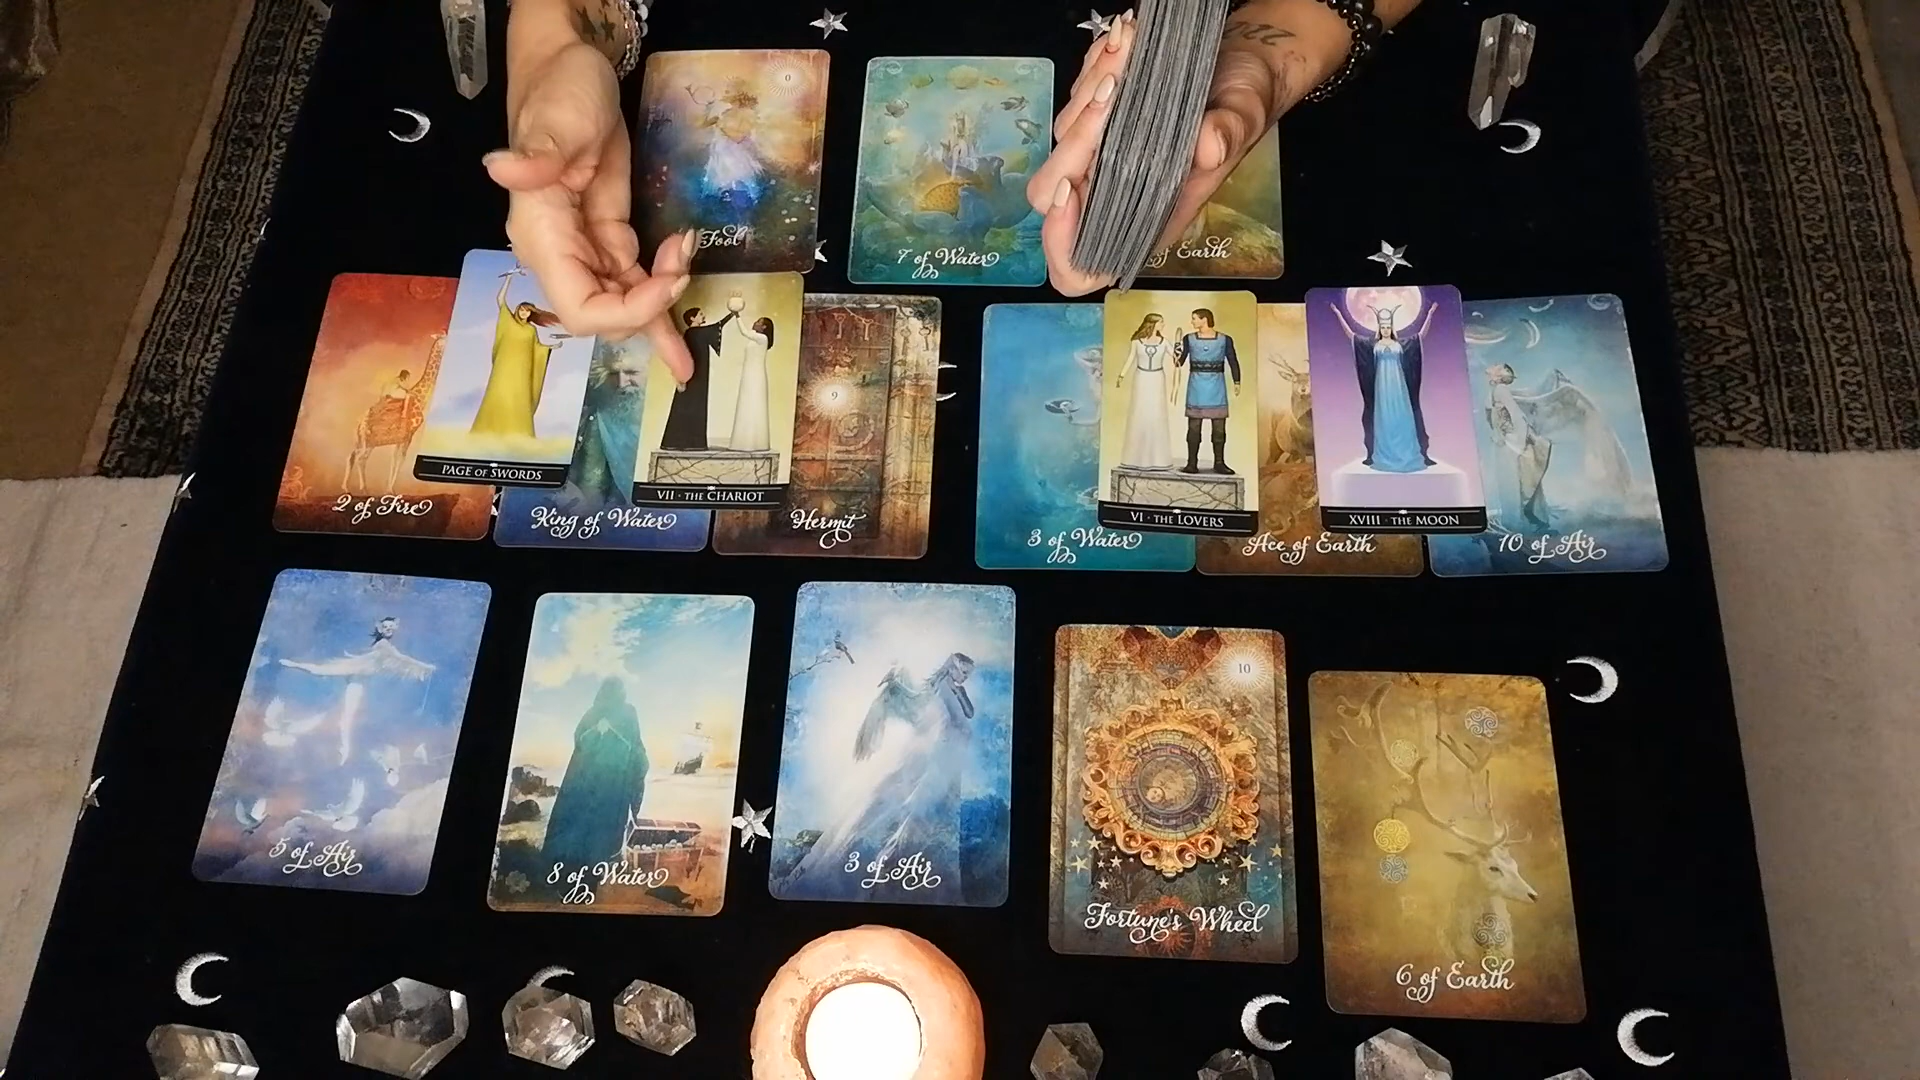 0
Fool
7 of Water
of Earth
2 of Fire
PAGE OF SWORDS
King of Water
VII · THE CHARIOT
9
Hermit
3 of Water
VI · THE LOVERS
Ace of Earth
XVIII · THE MOON
10 of Air
5 of Air
8 of Water
3 of Air
10
Fortune's Wheel
6 of Earth